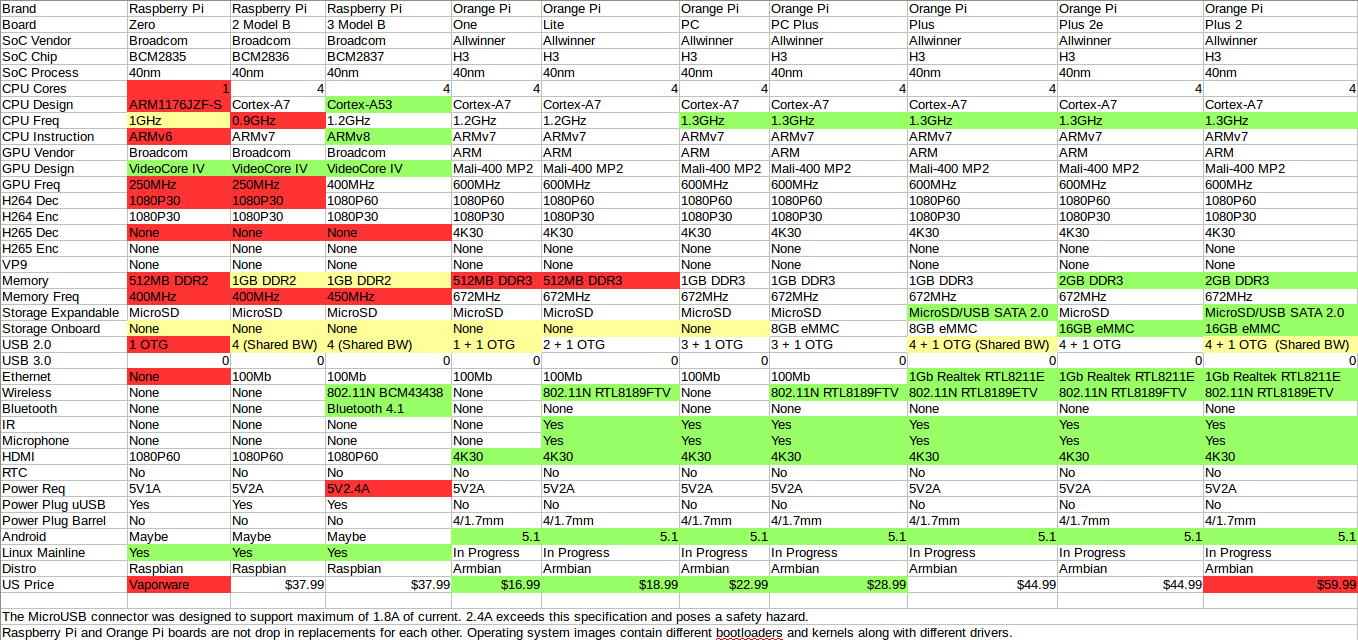 Brand Raspberry Pi Raspberry Pi Raspberry Pi Orange Pi Orange Pi Orange Pi Orange Pi Orange Pi Orange Pi Orange Pi
Board Zero 2 Model B 3 Model B One Lite PC PC Plus Plus Plus 2e Plus 2
SoC Vendor Broadcom Broadcom Broadcom Allwinner Allwinner Allwinner Allwinner Allwinner Allwinner Allwinner
SoC Chip BCM2835 BCM2836 BCM2837 H3 H3 H3 H3 H3 H3 H3
SoC Process 40nm 40nm 40nm 40nm 40nm 40nm 40nm 40nm 40nm 40nm
CPU Cores 1 4 4 4 4 4 4 4 4 4
CPU Design ARM1176JZF-S Cortex-A7 Cortex-A53 Cortex-A7 Cortex-A7 Cortex-A7 Cortex-A7 Cortex-A7 Cortex-A7 Cortex-A7
CPU Freq 1GHz 0.9GHz 1.2GHz 1.2GHz 1.2GHz 1.3GHz 1.3GHz 1.3GHz 1.3GHz 1.3GHz
CPU Instruction ARMv6 ARMv7 ARMv8 ARMv7 ARMv7 ARMv7 ARMv7 ARMv7 ARMv7 ARMv7
GPU Vendor Broadcom Broadcom Broadcom ARM ARM ARM ARM ARM ARM ARM
GPU Design VideoCore IV VideoCore IV VideoCore IV Mali-400 MP2 Mali-400 MP2 Mali-400 MP2 Mali-400 MP2 Mali-400 MP2 Mali-400 MP2 Mali-400 MP2
GPU Freq 250MHz 250MHz 400MHz 600MHz 600MHz 600MHz 600MHz 600MHz 600MHz 600MHz
H264 Dec 1080P30 1080P30 1080P60 1080P60 1080P60 1080P60 1080P60 1080P60 1080P60 1080P60
H264 Enc 1080P30 1080P30 1080P30 1080P30 1080P30 1080P30 1080P30 1080P30 1080P30 1080P30
H265 Dec None None None 4K30 4K30 4K30 4K30 4K30 4K30 4K30
H265 Enc None None None None None None None None None None
VP9 None None None None None None None None None None
Memory 512MB DDR2 1GB DDR2 1GB DDR2 512MB DDR3 512MB DDR3 1GB DDR3 1GB DDR3 1GB DDR3 2GB DDR3 2GB DDR3
Memory Freq 400MHz 400MHz 450MHz 672MHz 672MHz 672MHz 672MHz 672MHz 672MHz 672MHz
Storage Expandable MicroSD MicroSD MicroSD MicroSD MicroSD MicroSD MicroSD MicroSD/USB SATA 2.0 MicroSD MicroSD/USB SATA 2.0
Storage Onboard None None None None None None 8GB eMMC 8GB eMMC 16GB eMMC 16GB eMMC
USB 2.0 1 OTG 4 (Shared BW) 4 (Shared BW) 1 + 1 OTG 2 + 1 OTG 3 + 1 OTG 3 + 1 OTG 4 + 1 OTG (Shared BW) 4 + 1 OTG 4 + 1 OTG (Shared BW)
USB 3.0 0 0 0 0 0 0 0 0 0 0
Ethernet None 100Mb 100Mb 100Mb 100Mb 100Mb 100Mb 1Gb Realtek RTL8211E 1Gb Realtek RTL8211E 1Gb Realtek RTL8211E
Wireless None None 802.11N BCM43438 None 802.11N RTL8189FTV None 802.11N RTL8189FTV 802.11N RTL8189ETV 802.11N RTL8189FTV 802.11N RTL8189ETV
Bluetooth None None Bluetooth 4.1 None None None None None None None
IR None None None None Yes Yes Yes Yes Yes Yes
Microphone None None None None Yes Yes Yes Yes Yes Yes
HDMI 1080P60 1080P60 1080P60 4K30 4K30 4K30 4K30 4K30 4K30 4K30
RTC No No No No No No No No No No
Power Req 5V1A 5V2A 5V2.4A 5V2A 5V2A 5V2A 5V2A 5V2A 5V2A 5V2A
Power Plug uUSB Yes Yes Yes No No No No No No No
Power Plug Barrel No No No 4/1.7mm 4/1.7mm 4/1.7mm 4/1.7mm 4/1.7mm 4/1.7mm 4/1.7mm
Android Maybe Maybe Maybe 5.1 5.1 5.1 5.1 5.1 5.1 5.1
Linux Mainline Yes Yes Yes In Progress In Progress In Progress In Progress In Progress In Progress In Progress
Distro Raspbian Raspbian Raspbian Armbian Armbian Armbian Armbian Armbian Armbian Armbian
US Price Vaporware $37.99 $37.99 $16.99 $18.99 $22.99 $28.99 $44.99 $44.99 $59.99
The MicroUSB connector was designed to support maximum of 1.8A of current. 2.4A exceeds this specification and poses a safety hazard.
Raspberry Pi and Orange Pi boards are not drop in replacements for each other. Operating system images contain different bootloaders and kernels along with different drivers.